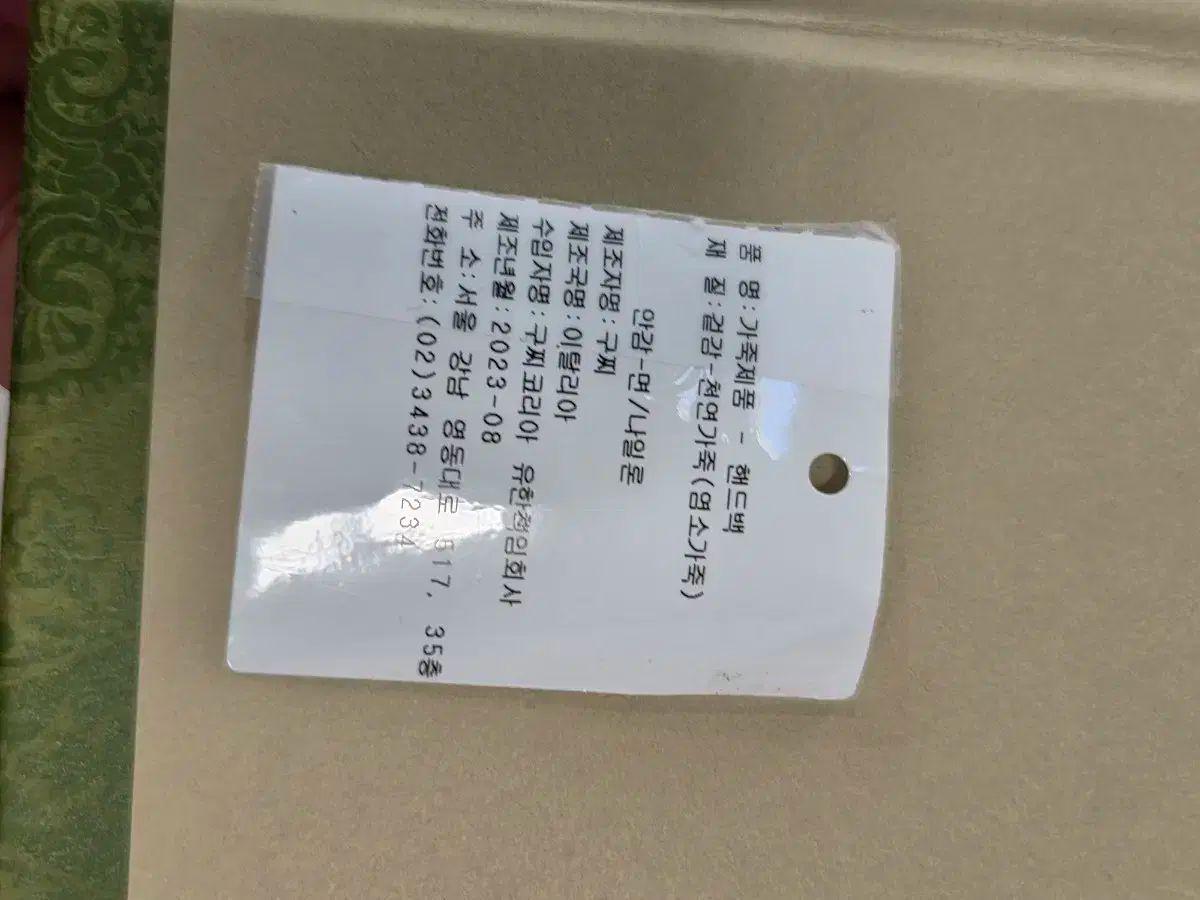 품 명:가죽제품 - 핸드백
재 질:겉감-천연가죽(염소가죽)
안감-면/나일론
제조자명:구찌
제조국명:이탈리아
수입자명:구찌코리아 유한책임회사
제조년월:2023-08
주 소:서울 강남 영동대로 517, 35층
전화번호:(02)3438-7234